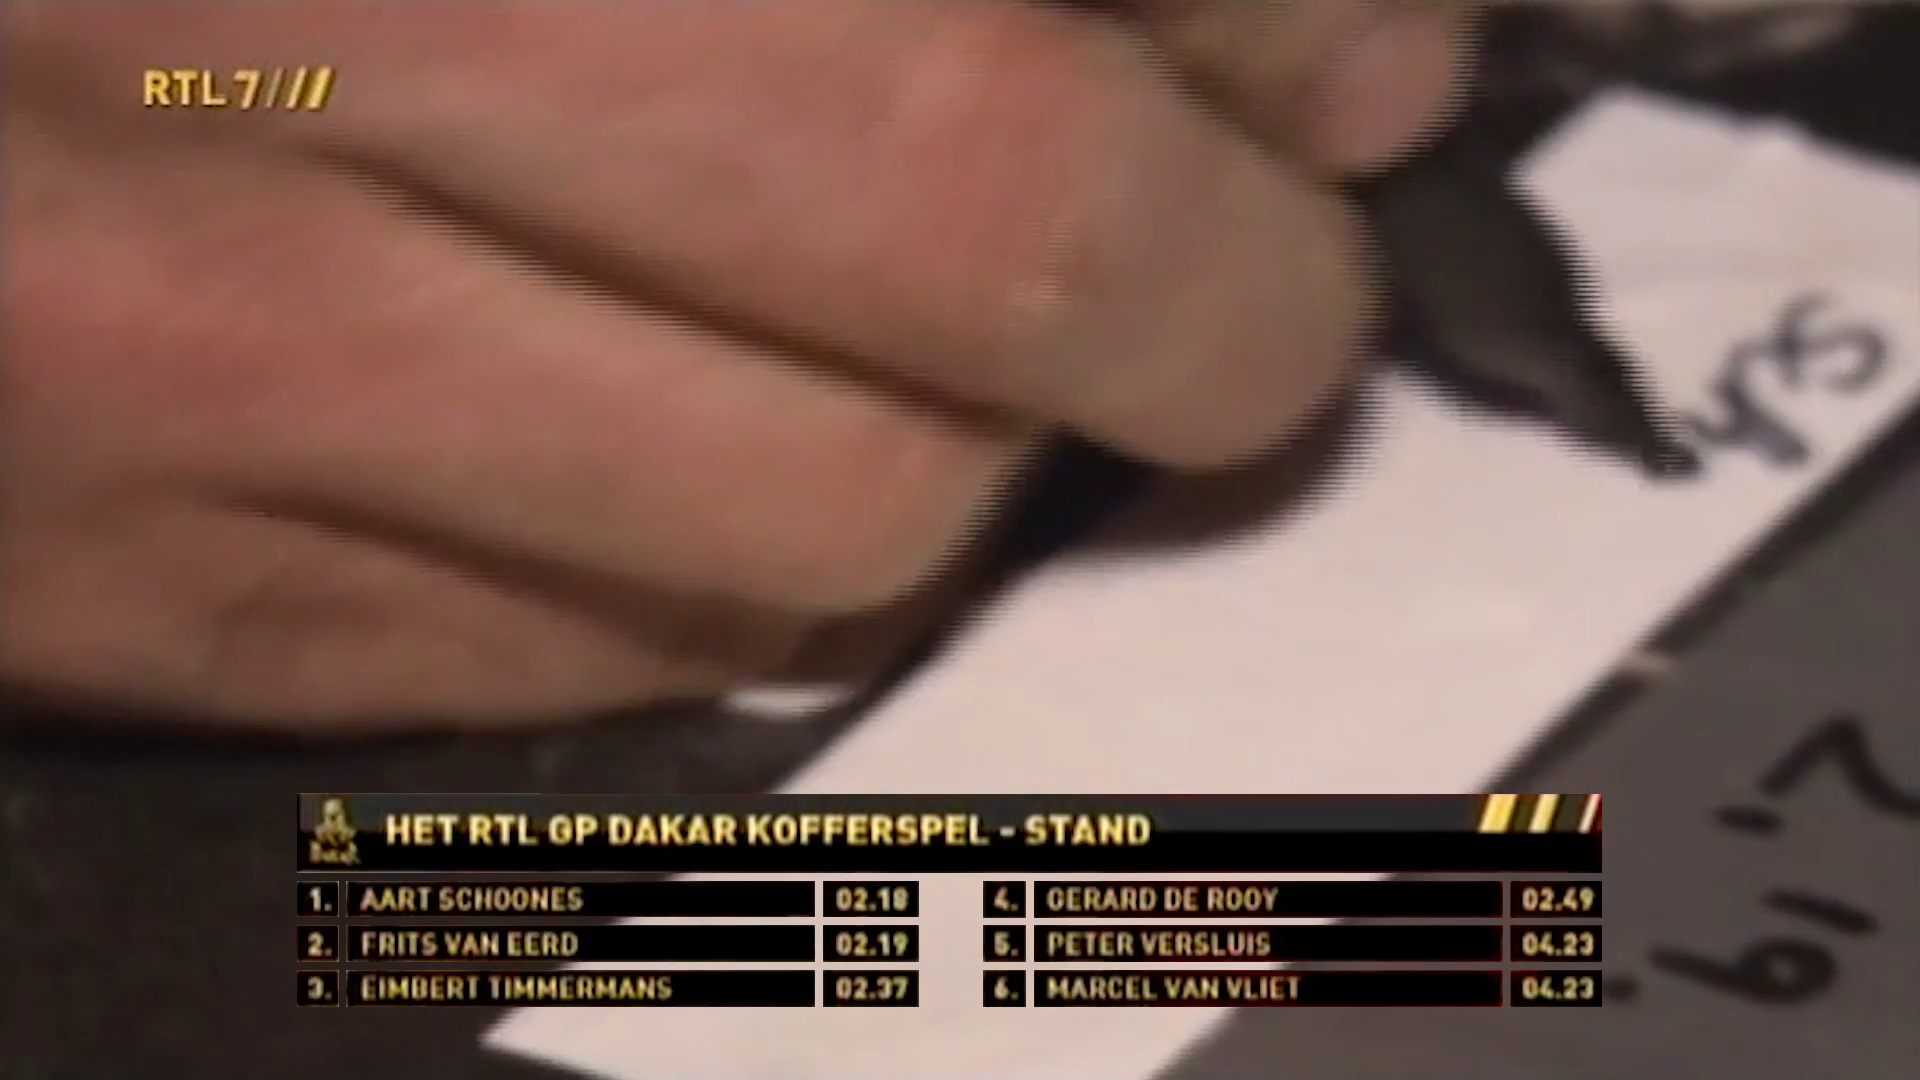 RTL 7
HET RTL GP DAKAR KOFFERSPEL - STAND
1. AART SCHOONES 02.18
2. FRITS VAN EERD 02.19
3. EIMBERT TIMMERMANS 02.37
4. GERARD DE ROOY 02.49
5. PETER VERSLUIS 04.23
6. MARCEL VAN VLIET 04.23